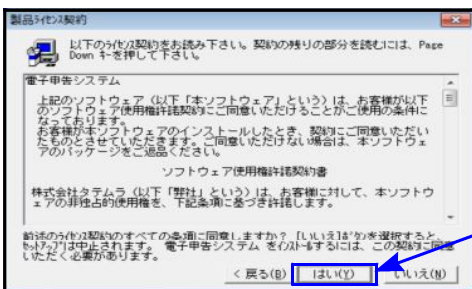 製品ﾗｲｾﾝｽ契約
以下のﾗｲｾﾝｽ契約をお読み下さい。契約の残りの部分を読むには、Page
Down ｷｰを押して下さい。
電子申告システム
上記のソフトウェア（以下「本ソフトウェア」という）は、お客様が以下
のソフトウェア使用権許諾契約にご同意いただけることがご使用の条件に
なっております。
お客様が本ソフトウェアのインストールしたとき、契約にご同意いただい
たものとさせていただきます。ご同意いただけない場合は、本ソフトウェ
アのパッケージをご返品ください。
ソフトウェア使用権許諾契約書
株式会社タテムラ（以下「弊社」という）は、お客様に対して、本ソフトウ
ェアの非独占的使用権を、下記条項に基づき許諾します。
前述のﾗｲｾﾝｽ契約のすべての条項に同意しますか？［いいえ］ﾎﾞﾀﾝを選択すると、
ｾｯﾄｱｯﾌﾟは中止されます。 電子申告システム をｲﾝｽﾄｰﾙするには、この契約に同意
いただく必要があります。
< 戻る(B)
はい(Y)
いいえ(N)